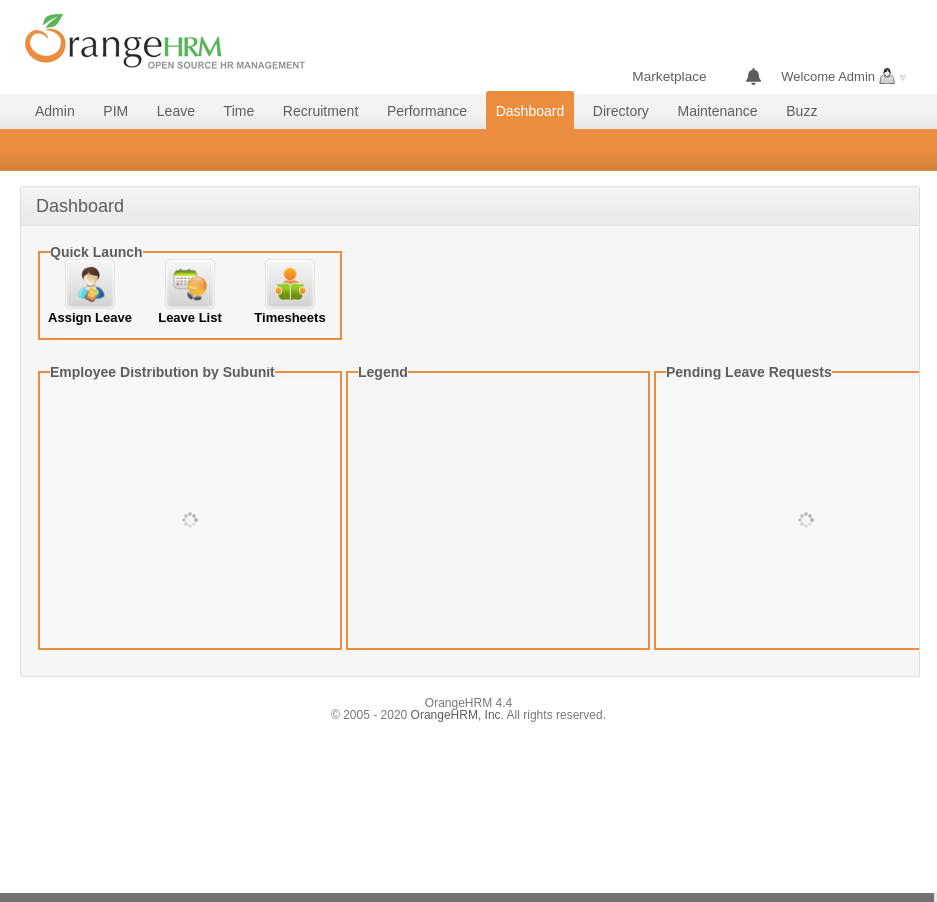 OrangeHRM
OPEN SOURCE HR MANAGEMENT
Marketplace Welcome Admin
Admin PIM Leave Time Recruitment Performance Dashboard Directory Maintenance Buzz
Dashboard
Quick Launch
Assign Leave Leave List Timesheets
Employee Distribution by Subunit Legend Pending Leave Requests
OrangeHRM 4.4
© 2005 - 2020 OrangeHRM, Inc. All rights reserved.